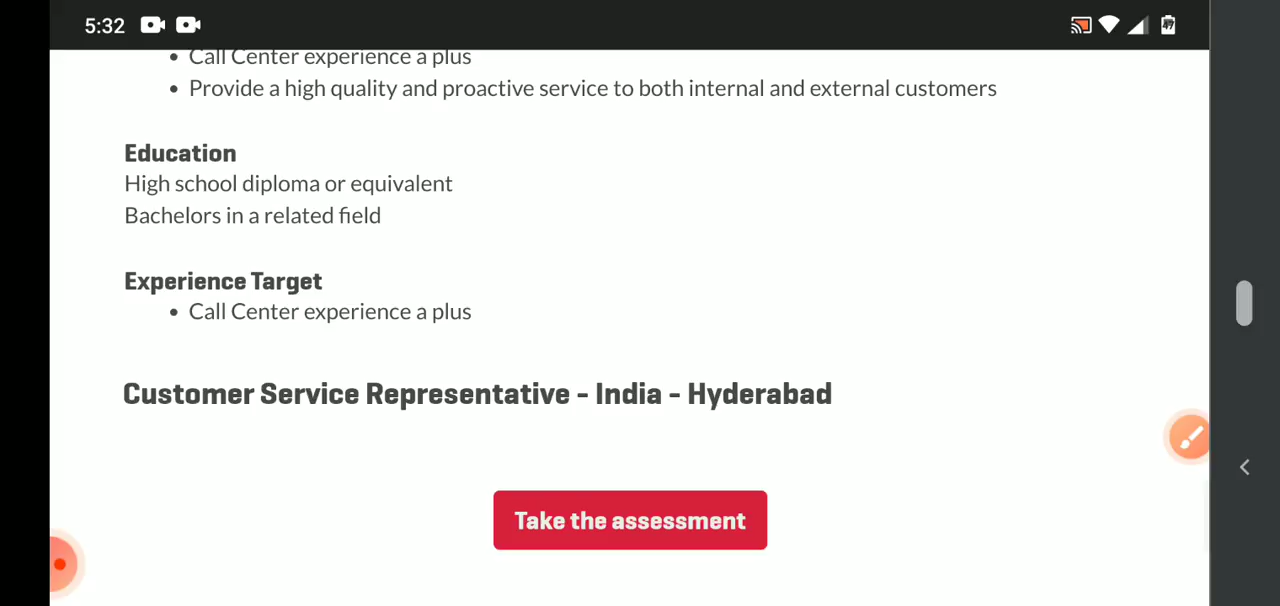 5:32
47
Call Center experience a plus
Provide a high quality and proactive service to both internal and external customers
Education
High school diploma or equivalent
Bachelors in a related field
Experience Target
Call Center experience a plus
Customer Service Representative - India - Hyderabad
Take the assessment